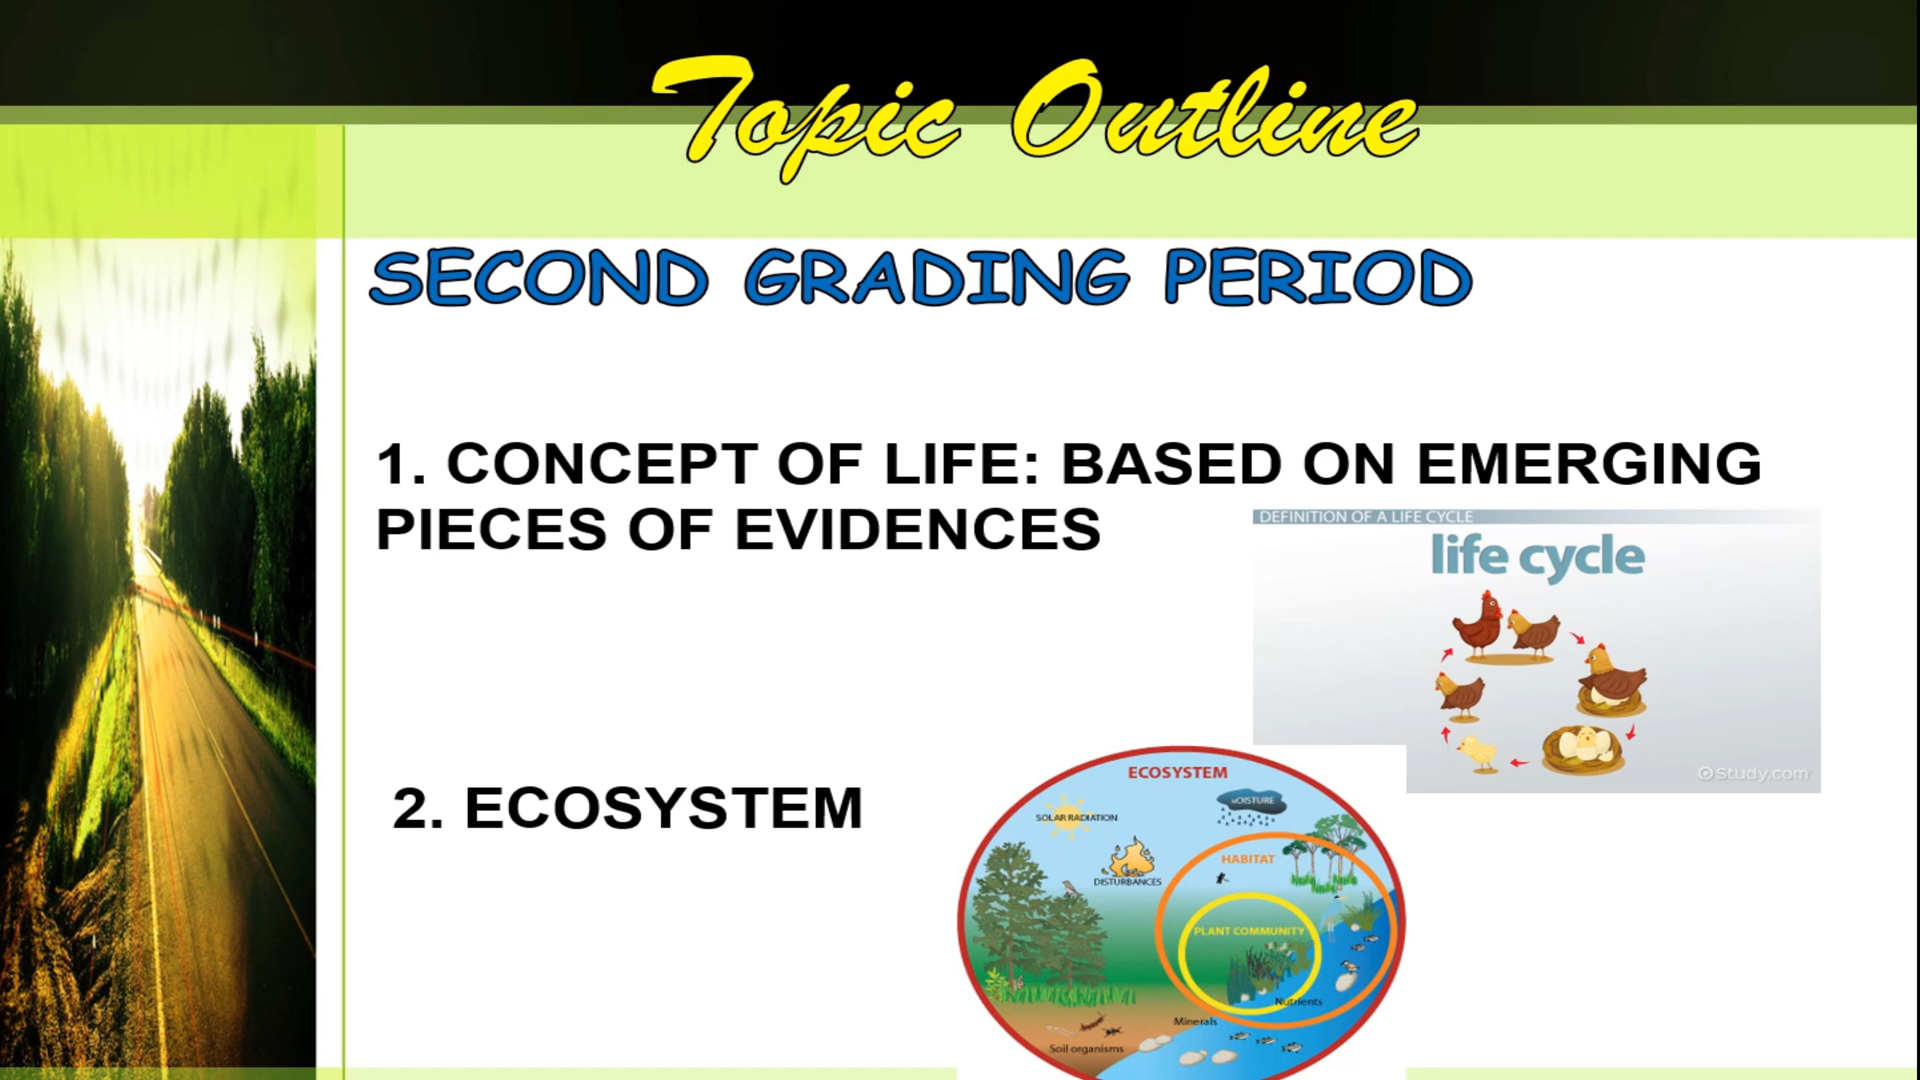 Topic Outline
SECOND GRADING PERIOD
1. CONCEPT OF LIFE: BASED ON EMERGING
PIECES OF EVIDENCES
DEFINITION OF A LIFE CYCLE
life cycle
Study.com
2. ECOSYSTEM
ECOSYSTEM
MOISTURE
SOLAR RADIATION
HABITAT
DISTURBANCES
PLANT COMMUNITY
Nutrients
Minerals
Soil organisms